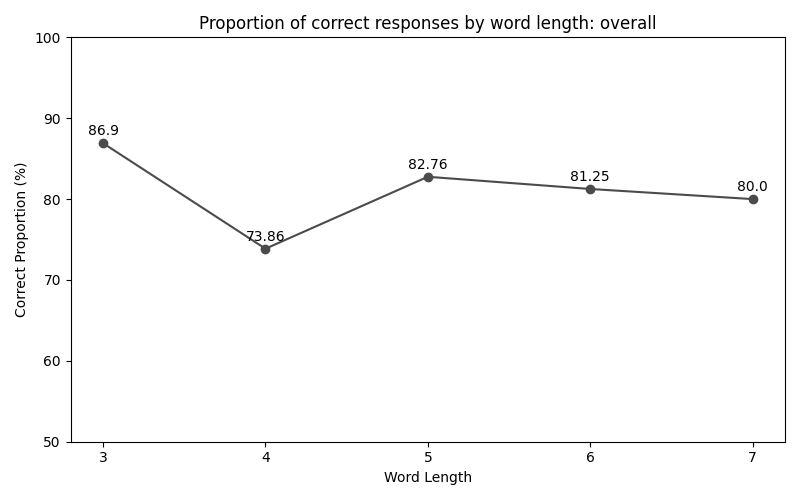 Proportion of correct responses by word length: overall
100
90
80
70
60
50
Correct Proportion (%)
86.9
73.86
82.76
81.25
80.0
3 4 5 6 7
Word Length